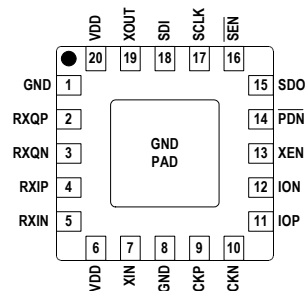 VDD
XOUT
SDI
SCLK
SEN
20
19
18
17
16
GND 1
RXQP 2
RXQN 3
RXIP 4
RXIN 5
GND
PAD
15 SDO
14 PDN
13 XEN
12 ION
11 IOP
6
7
8
9
10
VDD
XIN
GND
CKP
CKN